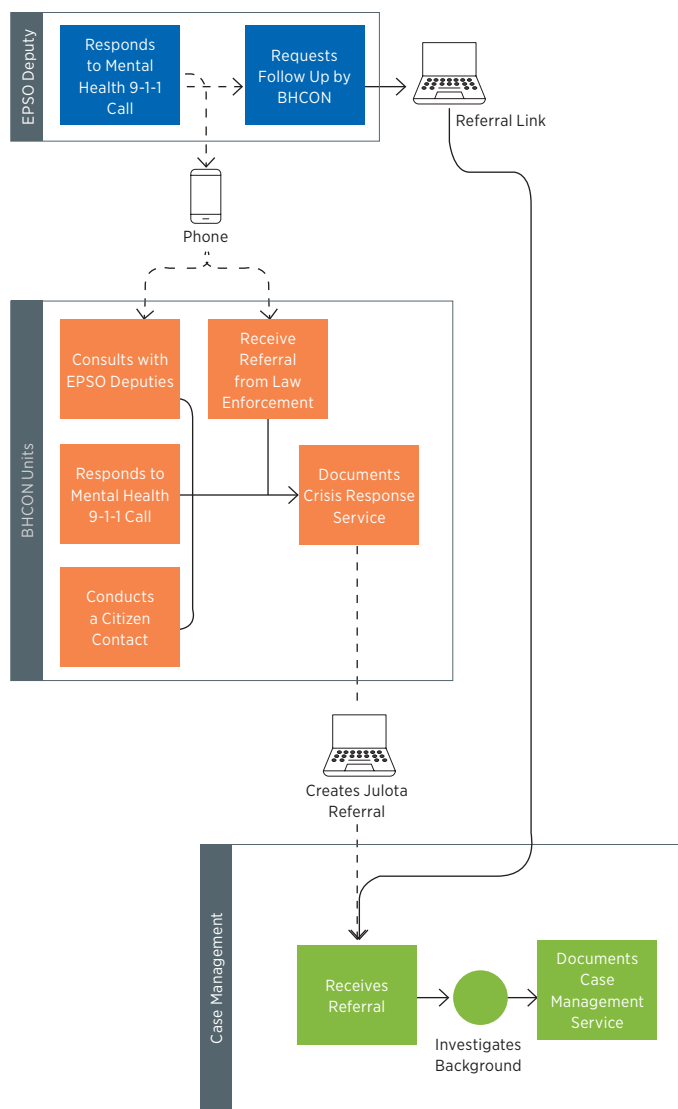 EPSO Deputy
Responds
to Mental
Health 9-1-1
Call
Requests
Follow Up by
BHCON
Referral Link
Phone
BHCON Units
Consults with
EPSO Deputies
Receive
Referral
from Law
Enforcement
Responds to
Mental Health
9-1-1 Call
Documents
Crisis Response
Service
Conducts
a Citizen
Contact
Creates Julota
Referral
Case Management
Receives
Referral
Investigates
Background
Documents
Case
Management
Service